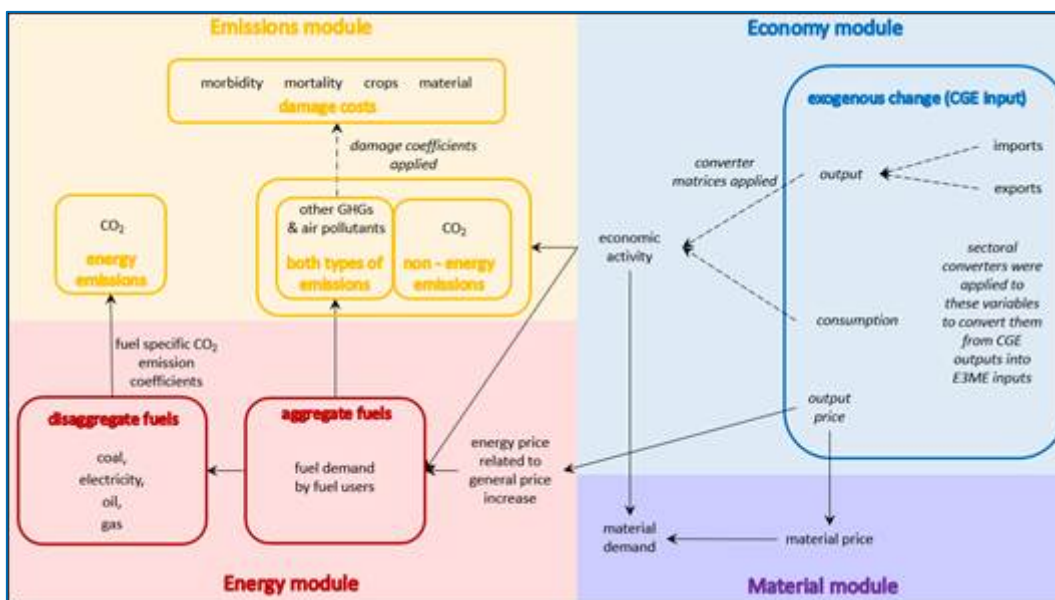 Emissions module
morbidity mortality crops material
damage costs
damage coefficients
applied
other GHGs
& air pollutants
both types of
emissions
CO₂
non - energy
emissions
CO₂
energy
emissions
Economy module
exogenous change (CGE input)
imports
exports
output
converter
matrices applied
economic
activity
consumption
sectoral
converters were
applied to
these variables
to convert them
from CGE
outputs into
E3ME inputs
output
price
fuel specific CO₂
emission
coefficients
disaggregate fuels
coal,
electricity,
oil,
gas
aggregate fuels
fuel demand
by fuel users
energy price
related to
general price
increase
Energy module
material
demand
material price
Material module